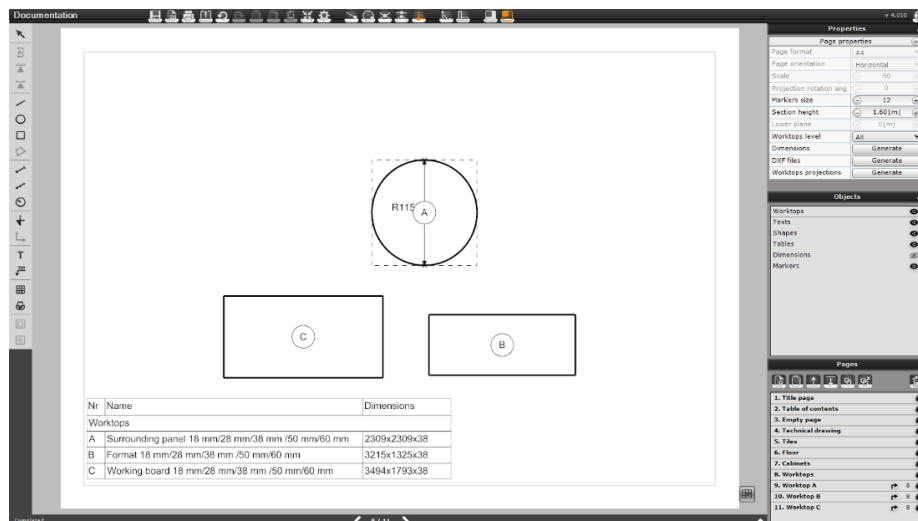 Documentation
v 4.010
Properties
Page properties
Page format A4
Page orientation Horizontal
Scale 50
Projection rotation ang 0
Markers size 12
Section height 1.60[m]
Lower plane 0[m]
Worktops level All
Dimensions Generate
DXF files Generate
Worktops projections Generate
Objects
Worktops
Texts
Shapes
Tables
Dimensions
Markers
Pages
1. Title page
2. Table of contents
3. Empty page
4. Technical drawing
5. Tiles
6. Floor
7. Cabinets
8. Worktops
9. Worktop A
10. Worktop B
11. Worktop C
R115
A
C
B
Nr Name Dimensions
Worktops
A Surrounding panel 18 mm/28 mm/38 mm /50 mm/60 mm 2309x2309x38
B Format 18 mm/28 mm/38 mm /50 mm/60 mm 3215x1325x38
C Working board 18 mm/28 mm/38 mm /50 mm/60 mm 3494x1793x38
T